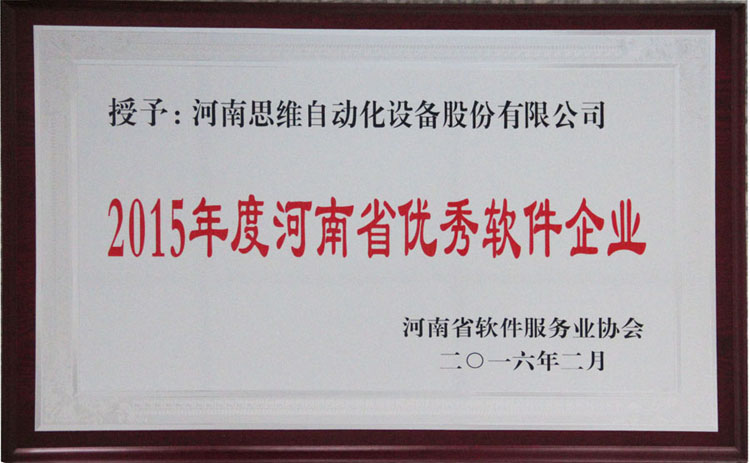 授予：河南思维自动化设备股份有限公司
2015年度河南省优秀软件企业
河南省软件服务业协会
二〇一六年二月